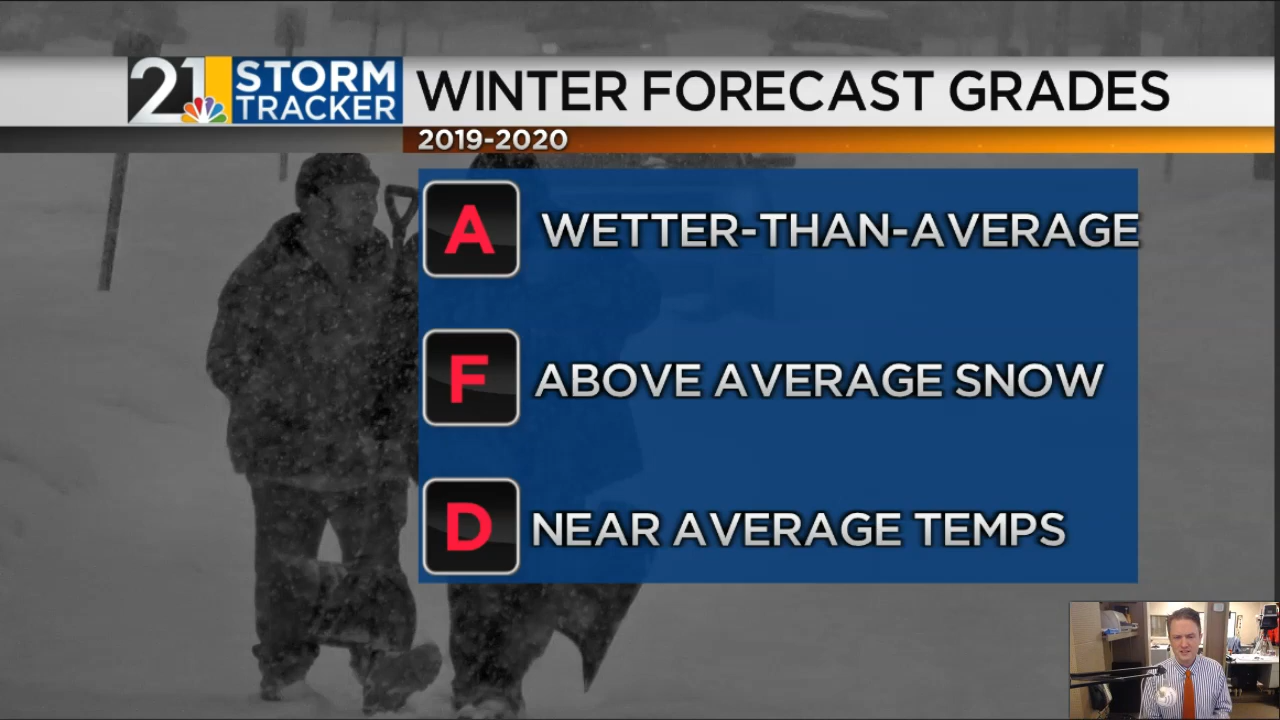 21 STORM TRACKER
WINTER FORECAST GRADES
2019-2020
A WETTER-THAN-AVERAGE
F ABOVE AVERAGE SNOW
D NEAR AVERAGE TEMPS